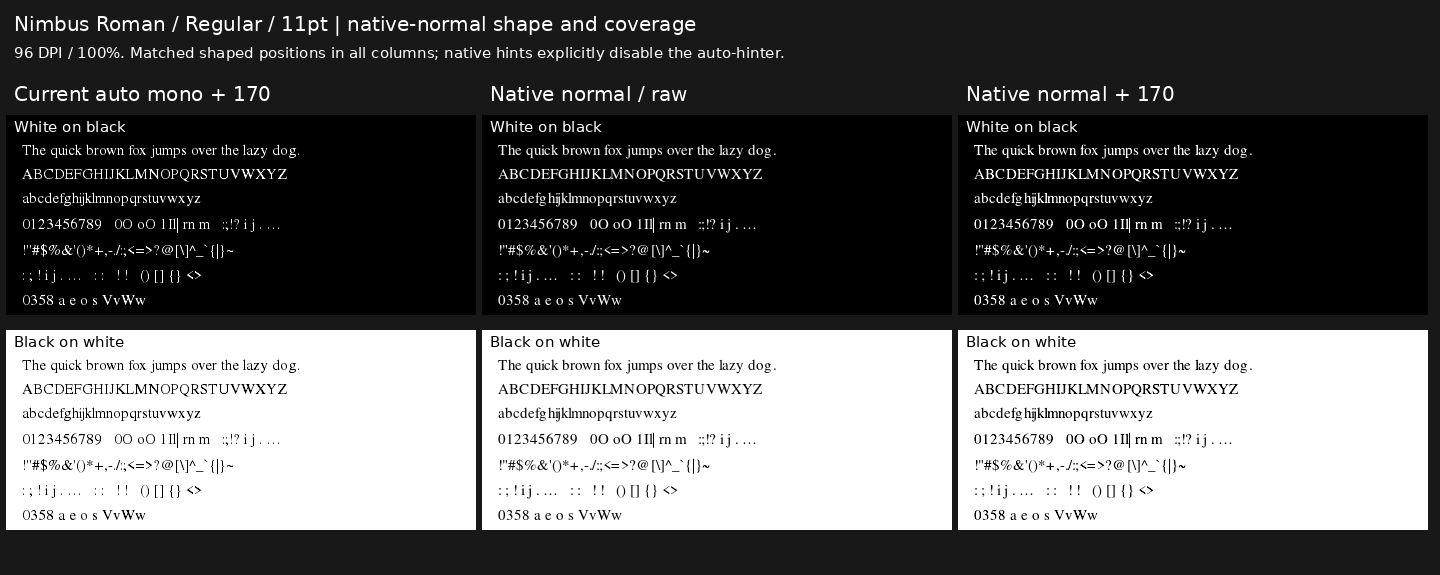 Nimbus Roman / Regular / 11pt | native-normal shape and coverage
96 DPI / 100%. Matched shaped positions in all columns; native hints explicitly disable the auto-hinter.
Current auto mono + 170
White on black
The quick brown fox jumps over the lazy dog.
ABCDEFGHIJKLMNOPQRSTUVWXYZ
abcdefghijklmnopqrstuvwxyz
0123456789   0O oO 1Il| rn m   :;!? i j . …
!"#$%&'()*+,-./:;<=>?@[\]^_`{|}~
: ; ! i j . …   : :   ! !   () [] {} <>
0358 a e o s VvWw
Black on white
The quick brown fox jumps over the lazy dog.
ABCDEFGHIJKLMNOPQRSTUVWXYZ
abcdefghijklmnopqrstuvwxyz
0123456789   0O oO 1Il| rn m   :;!? i j . …
!"#$%&'()*+,-./:;<=>?@[\]^_`{|}~
: ; ! i j . …   : :   ! !   () [] {} <>
0358 a e o s VvWw
Native normal / raw
White on black
The quick brown fox jumps over the lazy dog.
ABCDEFGHIJKLMNOPQRSTUVWXYZ
abcdefghijklmnopqrstuvwxyz
0123456789   0O oO 1Il| rn m   :;!? i j . …
!"#$%&'()*+,-./:;<=>?@[\]^_`{|}~
: ; ! i j . …   : :   ! !   () [] {} <>
0358 a e o s VvWw
Black on white
The quick brown fox jumps over the lazy dog.
ABCDEFGHIJKLMNOPQRSTUVWXYZ
abcdefghijklmnopqrstuvwxyz
0123456789   0O oO 1Il| rn m   :;!? i j . …
!"#$%&'()*+,-./:;<=>?@[\]^_`{|}~
: ; ! i j . …   : :   ! !   () [] {} <>
0358 a e o s VvWw
Native normal + 170
White on black
The quick brown fox jumps over the lazy dog.
ABCDEFGHIJKLMNOPQRSTUVWXYZ
abcdefghijklmnopqrstuvwxyz
0123456789   0O oO 1Il| rn m   :;!? i j . …
!"#$%&'()*+,-./:;<=>?@[\]^_`{|}~
: ; ! i j . …   : :   ! !   () [] {} <>
0358 a e o s VvWw
Black on white
The quick brown fox jumps over the lazy dog.
ABCDEFGHIJKLMNOPQRSTUVWXYZ
abcdefghijklmnopqrstuvwxyz
0123456789   0O oO 1Il| rn m   :;!? i j . …
!"#$%&'()*+,-./:;<=>?@[\]^_`{|}~
: ; ! i j . …   : :   ! !   () [] {} <>
0358 a e o s VvWw